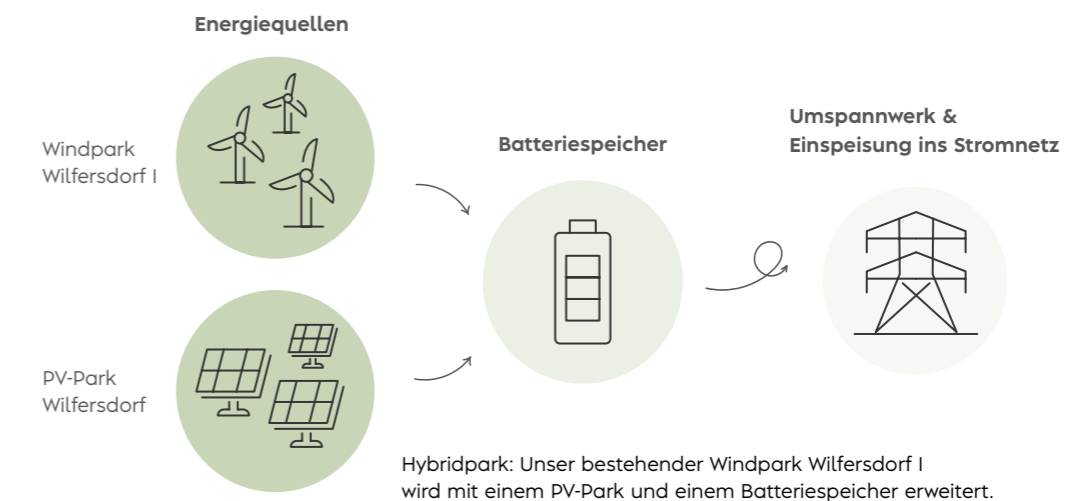 Energiequellen
Windpark
Wilfersdorf I
Batteriespeicher
Umspannwerk &
Einspeisung ins Stromnetz
PV-Park
Wilfersdorf
Hybridpark: Unser bestehender Windpark Wilfersdorf I
wird mit einem PV-Park und einem Batteriespeicher erweitert.